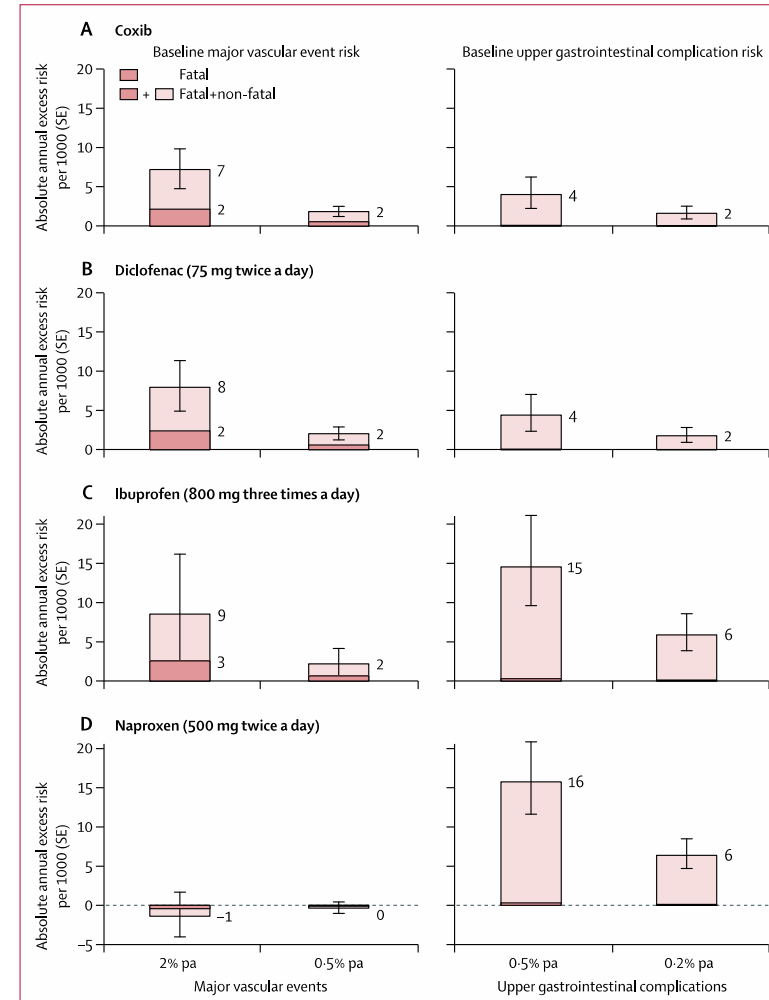 A Coxib
Baseline major vascular event risk
Baseline upper gastrointestinal complication risk
Fatal
+ Fatal+non-fatal
Absolute annual excess risk
per 1000 (SE)
20
15
10
5
0
7
2
2
4
2
B Diclofenac (75 mg twice a day)
Absolute annual excess risk
per 1000 (SE)
20
15
10
5
0
8
2
2
4
2
C Ibuprofen (800 mg three times a day)
Absolute annual excess risk
per 1000 (SE)
20
15
10
5
0
9
3
2
15
6
D Naproxen (500 mg twice a day)
Absolute annual excess risk
per 1000 (SE)
20
15
10
5
0
−5
−1
0
16
6
2% pa 0·5% pa 0·5% pa 0·2% pa
Major vascular events Upper gastrointestinal complications